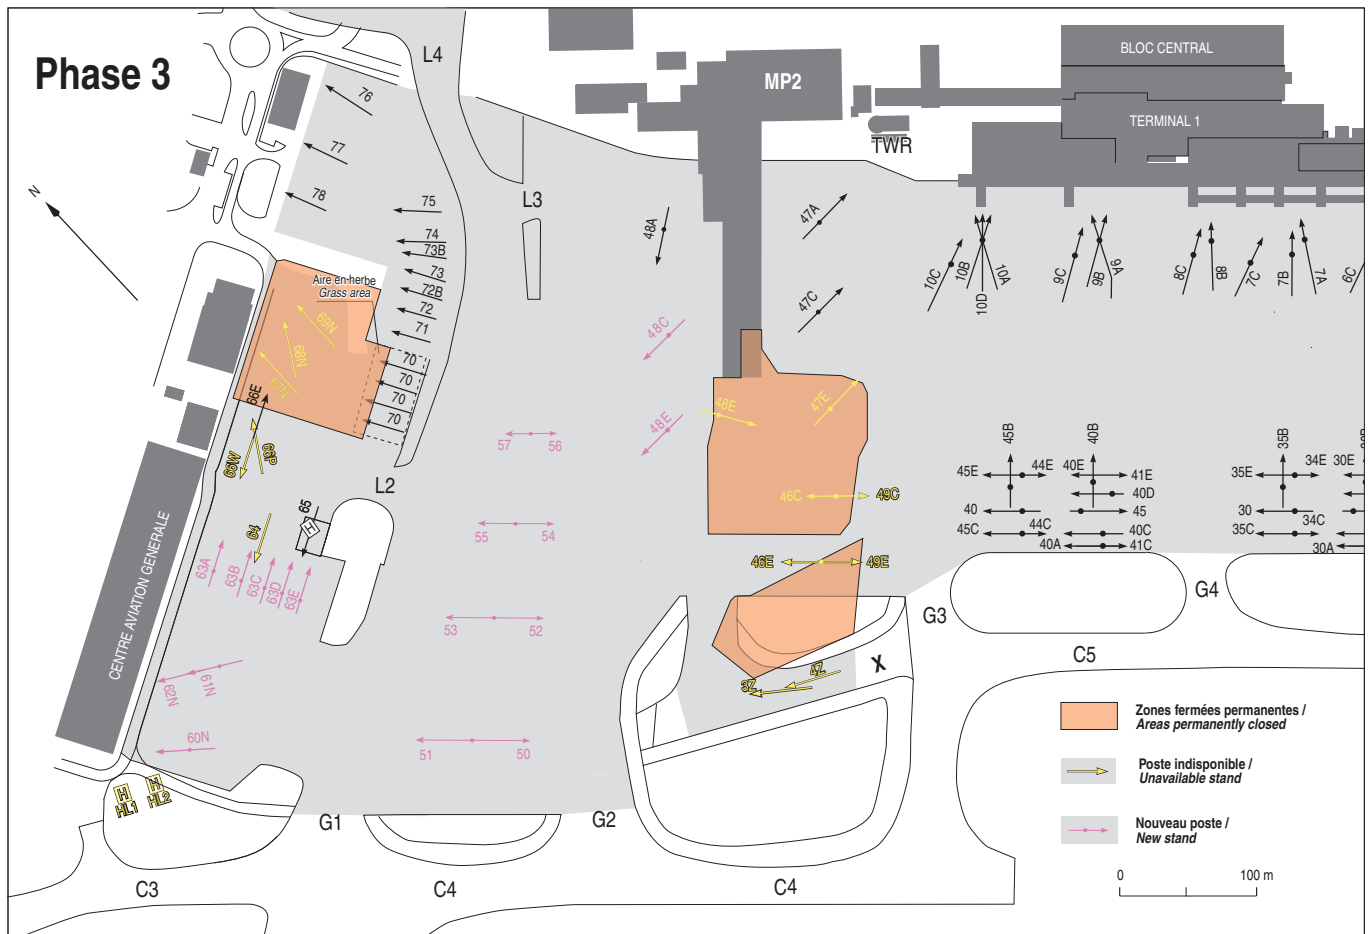 Phase 3
L4
BLOC CENTRAL
MP2
TERMINAL 1
TWR
76
77
78
75
74
73B
73
72B
72
71
70
70
70
70
L3
N
Aire en herbe
Grass area
69N
68N
67N
66E
66W
66P
64
65
H
L2
48A
47A
47C
48C
48E
48E
47E
46C
49C
46E
49E
10C
10B
10D
10A
9C
9B
9A
8C
8B
7C
7B
7A
6C
57
56
55
54
53
52
51
50
45B
45E
44E
40
45C
44C
40B
40E
41E
40D
45
40C
40A
41C
35B
35E
34E
30
34C
35C
30E
30A
63A
63B
63C
63D
63E
62N
61N
60N
CENTRE AVIATION GENERALE
H
HL1
H
HL2
3Z
4Z
X
G1
G2
G3
G4
C3
C4
C4
C5
Zones fermées permanentes /
Areas permanently closed
Poste indisponible /
Unavailable stand
Nouveau poste /
New stand
0
100 m